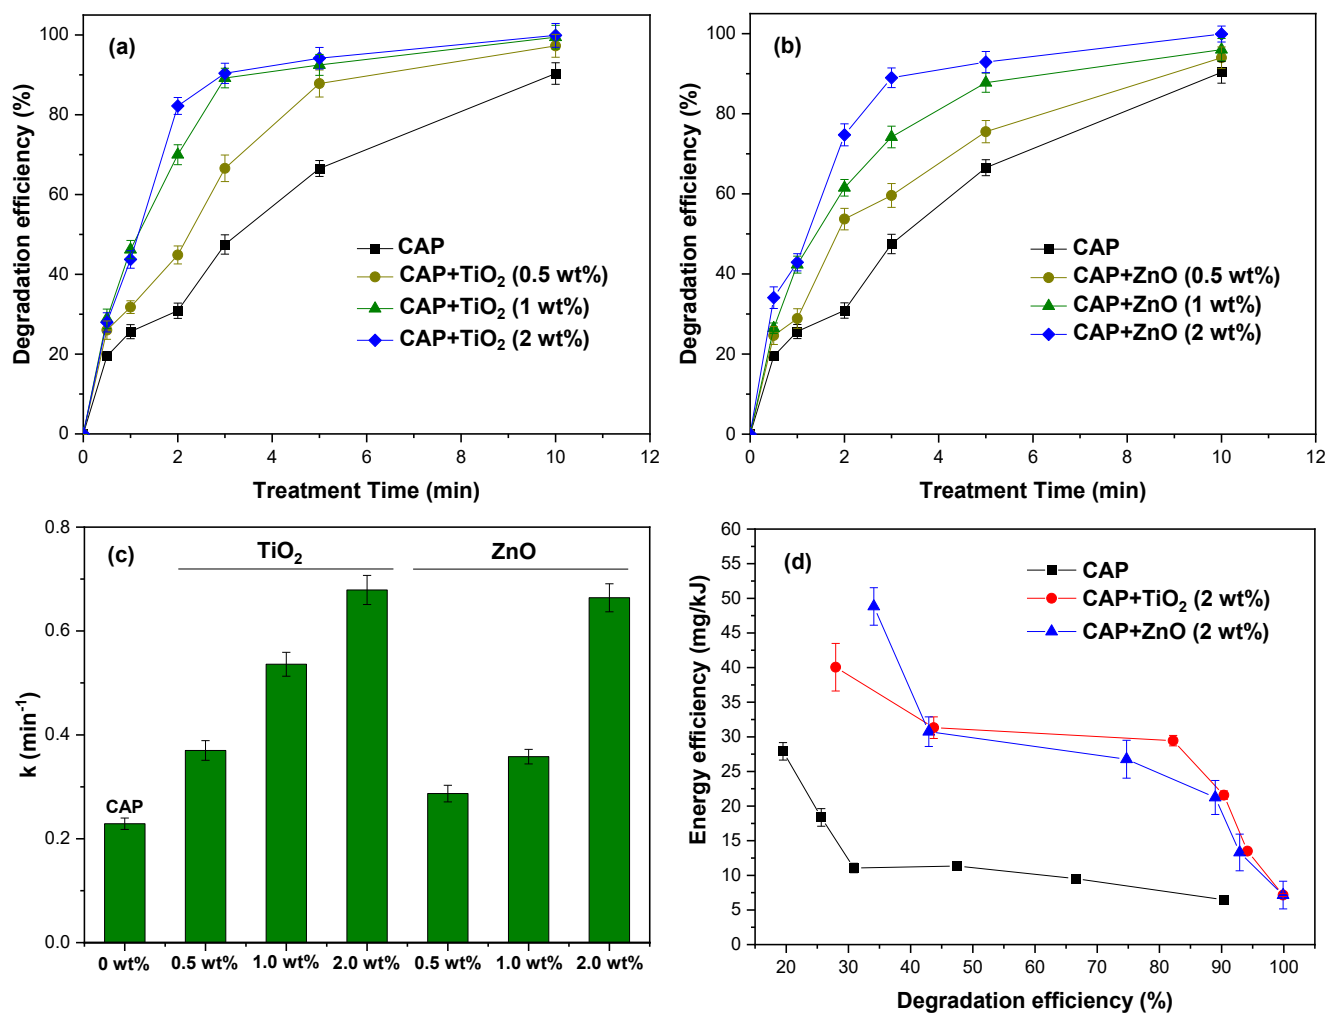 (a)
100
80
60
40
20
0
Degradation efficiency (%)
CAP
CAP+TiO₂ (0.5 wt%)
CAP+TiO₂ (1 wt%)
CAP+TiO₂ (2 wt%)
0 2 4 6 8 10 12
Treatment Time (min)
(b)
100
80
60
40
20
0
Degradation efficiency (%)
CAP
CAP+ZnO (0.5 wt%)
CAP+ZnO (1 wt%)
CAP+ZnO (2 wt%)
0 2 4 6 8 10 12
Treatment Time (min)
(c)
TiO₂ ZnO
0.8
0.6
0.4
0.2
0.0
k (min⁻¹)
CAP
0 wt% 0.5 wt% 1.0 wt% 2.0 wt% 0.5 wt% 1.0 wt% 2.0 wt%
(d)
60
55
50
45
40
35
30
25
20
15
10
5
0
Energy efficiency (mg/kJ)
CAP
CAP+TiO₂ (2 wt%)
CAP+ZnO (2 wt%)
20 30 40 50 60 70 80 90 100
Degradation efficiency (%)